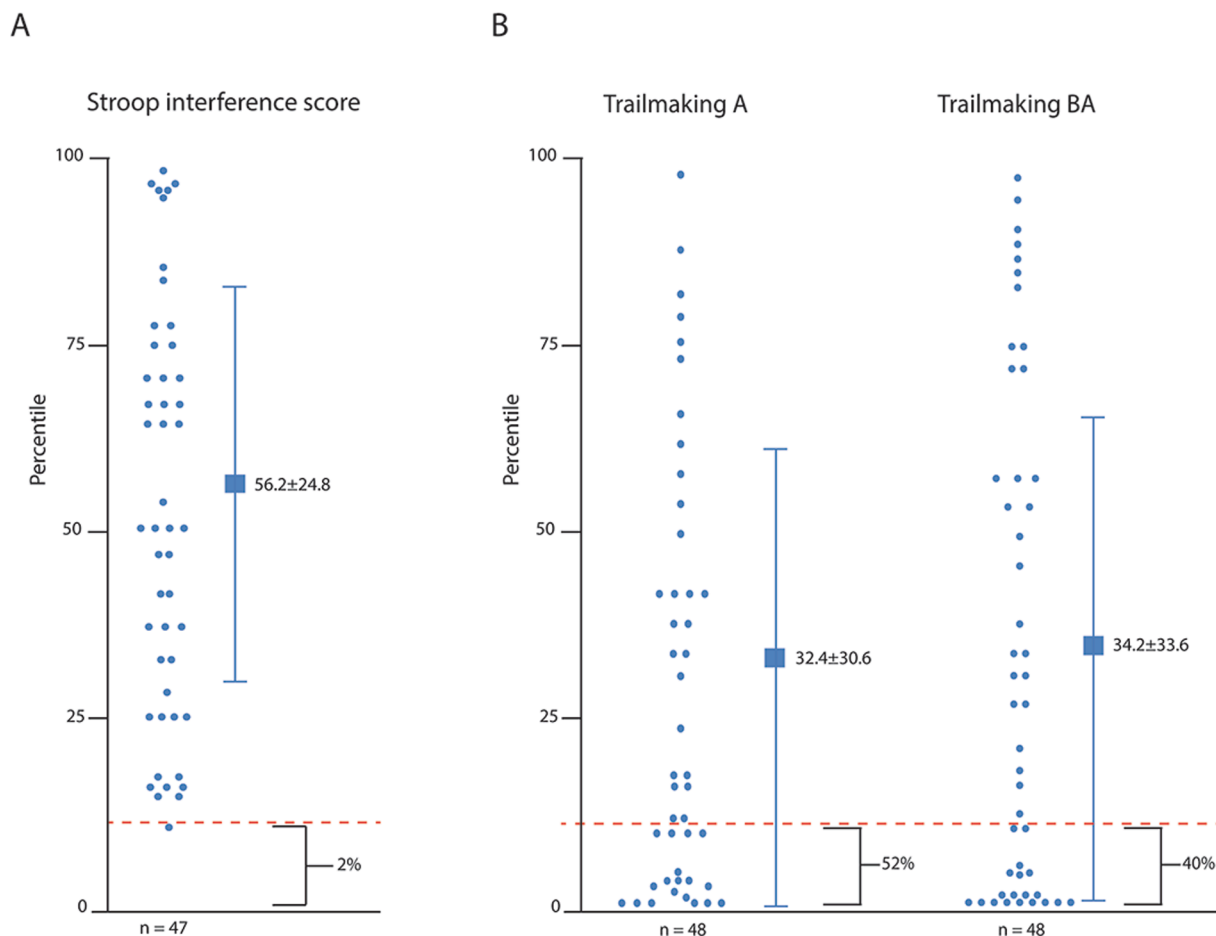 A
B
Stroop interference score
Trailmaking A
Trailmaking BA
100
75
50
25
0
Percentile
56.2±24.8
2%
n = 47
100
75
50
25
0
Percentile
32.4±30.6
52%
n = 48
34.2±33.6
40%
n = 48